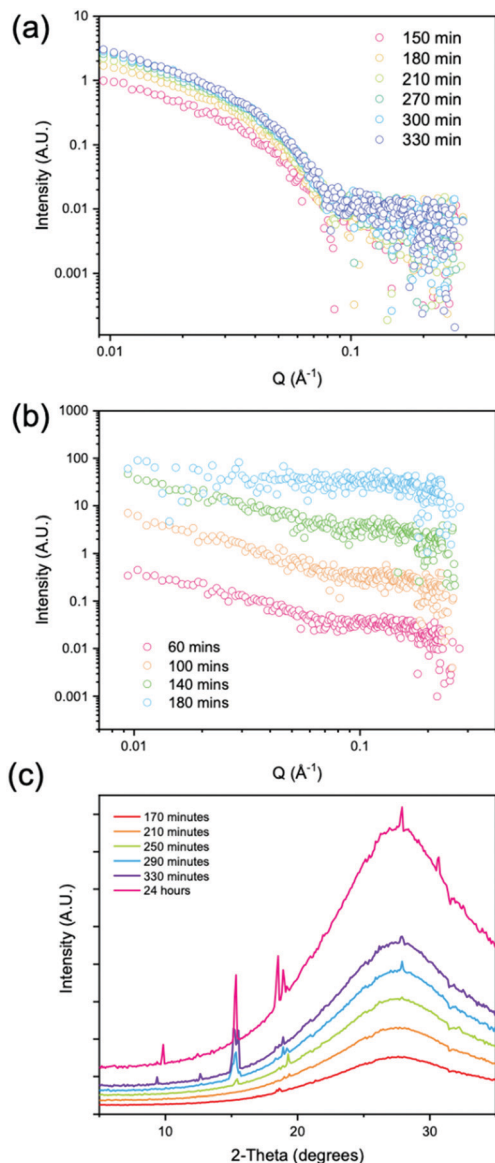 (a)
150 min
180 min
210 min
270 min
300 min
330 min
10
1
0.1
0.01
0.001
Intensity (A.U.)
0.01
0.1
Q (Å⁻¹)
(b)
1000
100
10
1
0.1
0.01
0.001
Intensity (A.U.)
60 mins
100 mins
140 mins
180 mins
0.01
0.1
Q (Å⁻¹)
(c)
170 minutes
210 minutes
250 minutes
290 minutes
330 minutes
24 hours
Intensity (A.U.)
10
20
30
2-Theta (degrees)